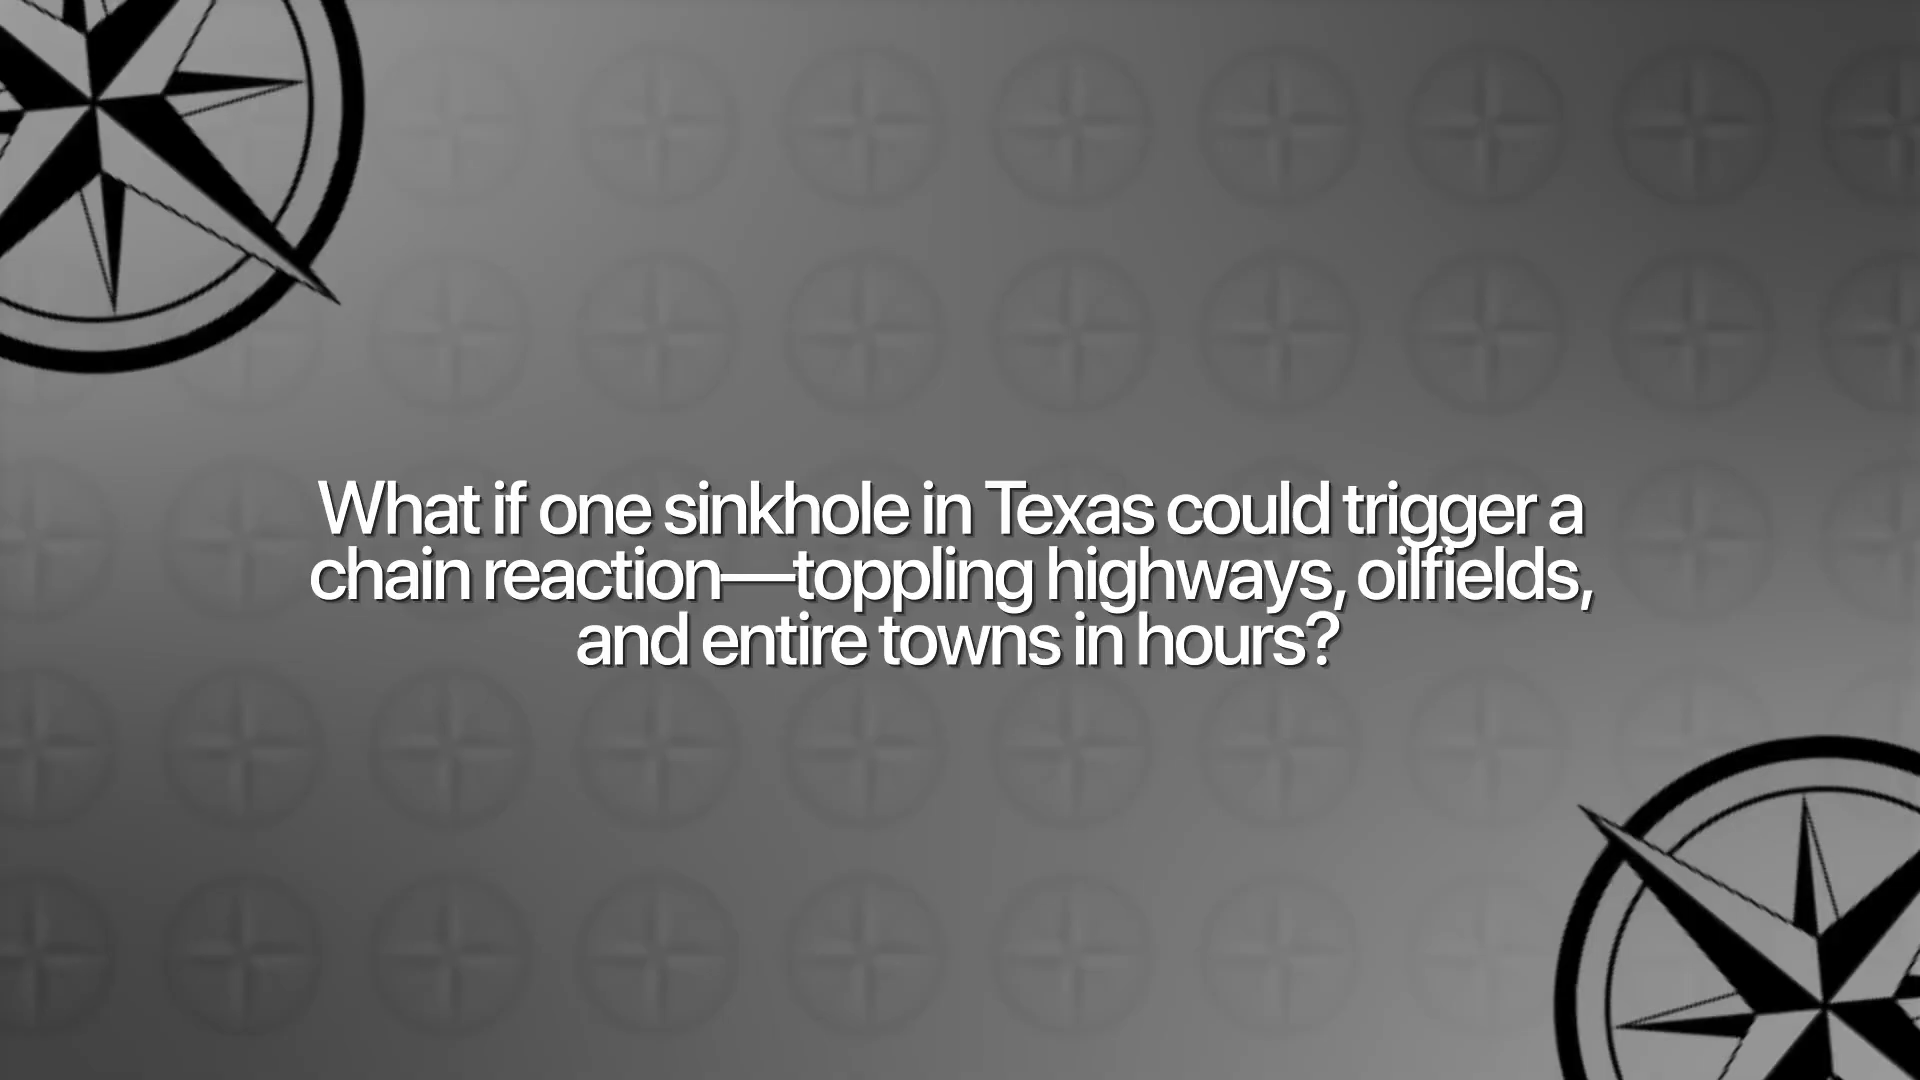 What if one sinkhole in Texas could trigger a
chain reaction—toppling highways, oilfields,
and entire towns in hours?